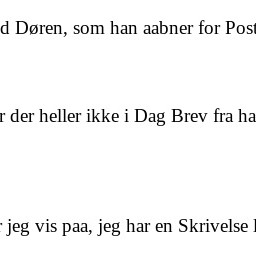 d Døren, som han aabner for Post
r der heller ikke i Dag Brev fra ha
r jeg vis paa, jeg har en Skrivelse